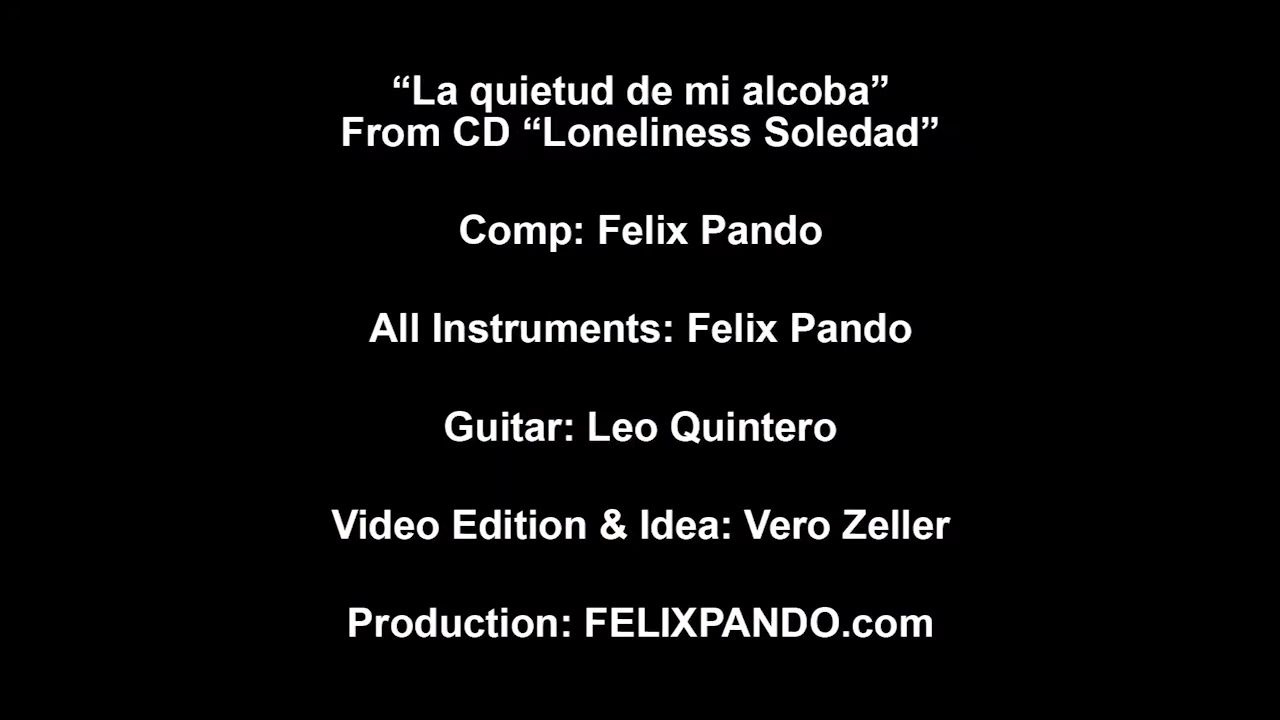 “La quietud de mi alcoba”
From CD “Loneliness Soledad”
Comp: Felix Pando
All Instruments: Felix Pando
Guitar: Leo Quintero
Video Edition & Idea: Vero Zeller
Production: FELIXPANDO.com